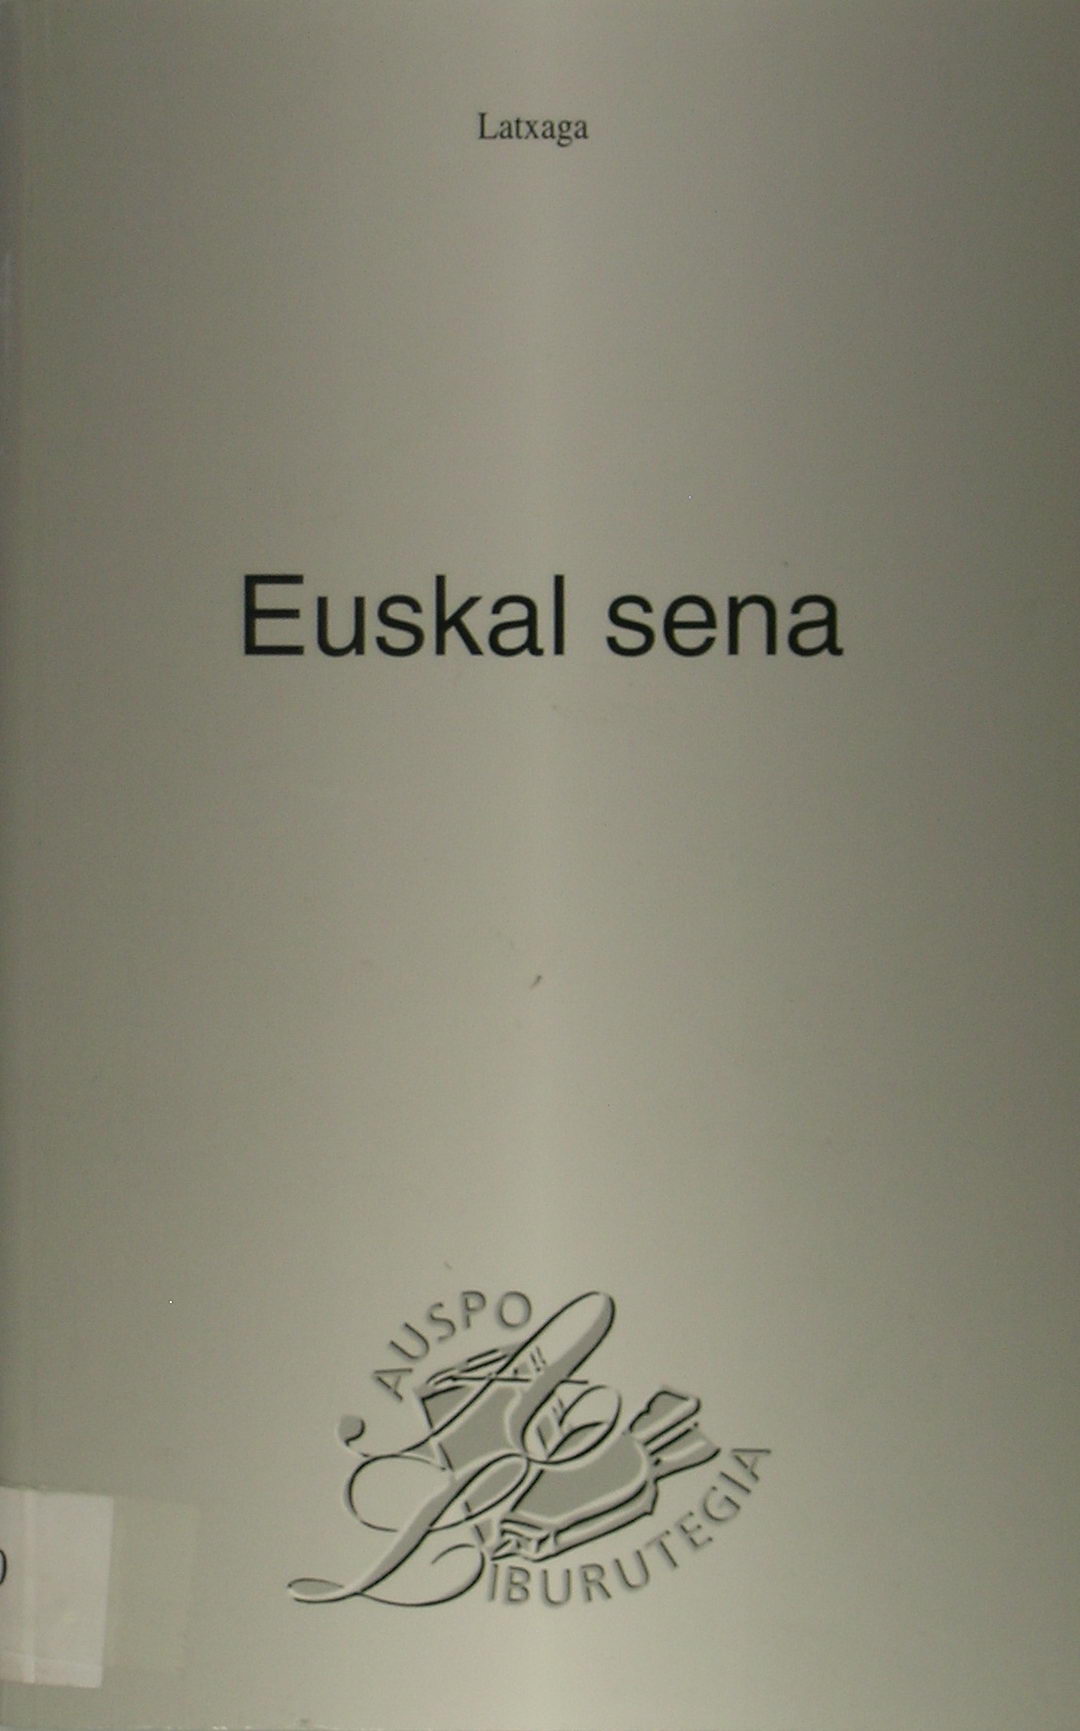 Latxaga
Euskal sena
AUSPO
LIBURUTEGIA